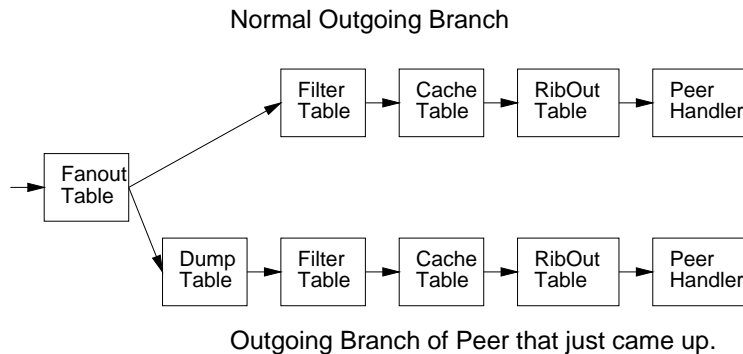 Normal Outgoing Branch
Filter
Table
Cache
Table
RibOut
Table
Peer
Handler
Fanout
Table
Dump
Table
Filter
Table
Cache
Table
RibOut
Table
Peer
Handler
Outgoing Branch of Peer that just came up.